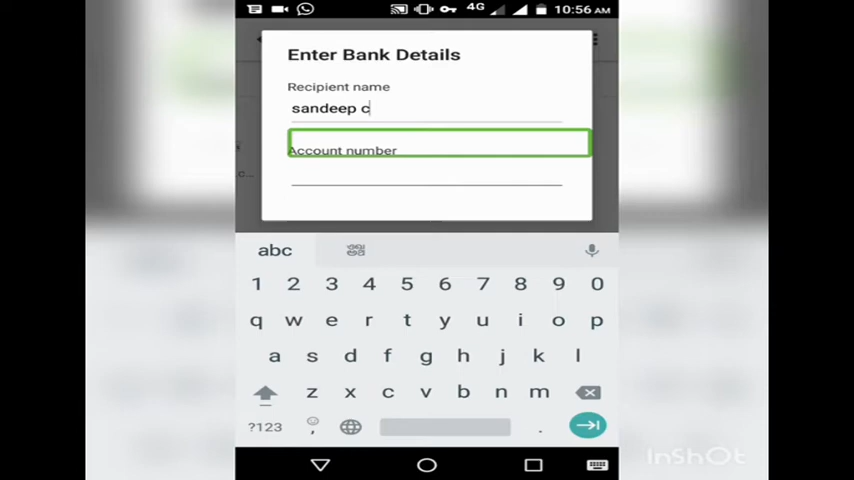 4G 10:56 AM
Enter Bank Details
Recipient name
sandeep c
Account number
abc
1 2 3 4 5 6 7 8 9 0
q w e r t y u i o p
a s d f g h j k l
z x c v b n m
?123 , .
InShOt